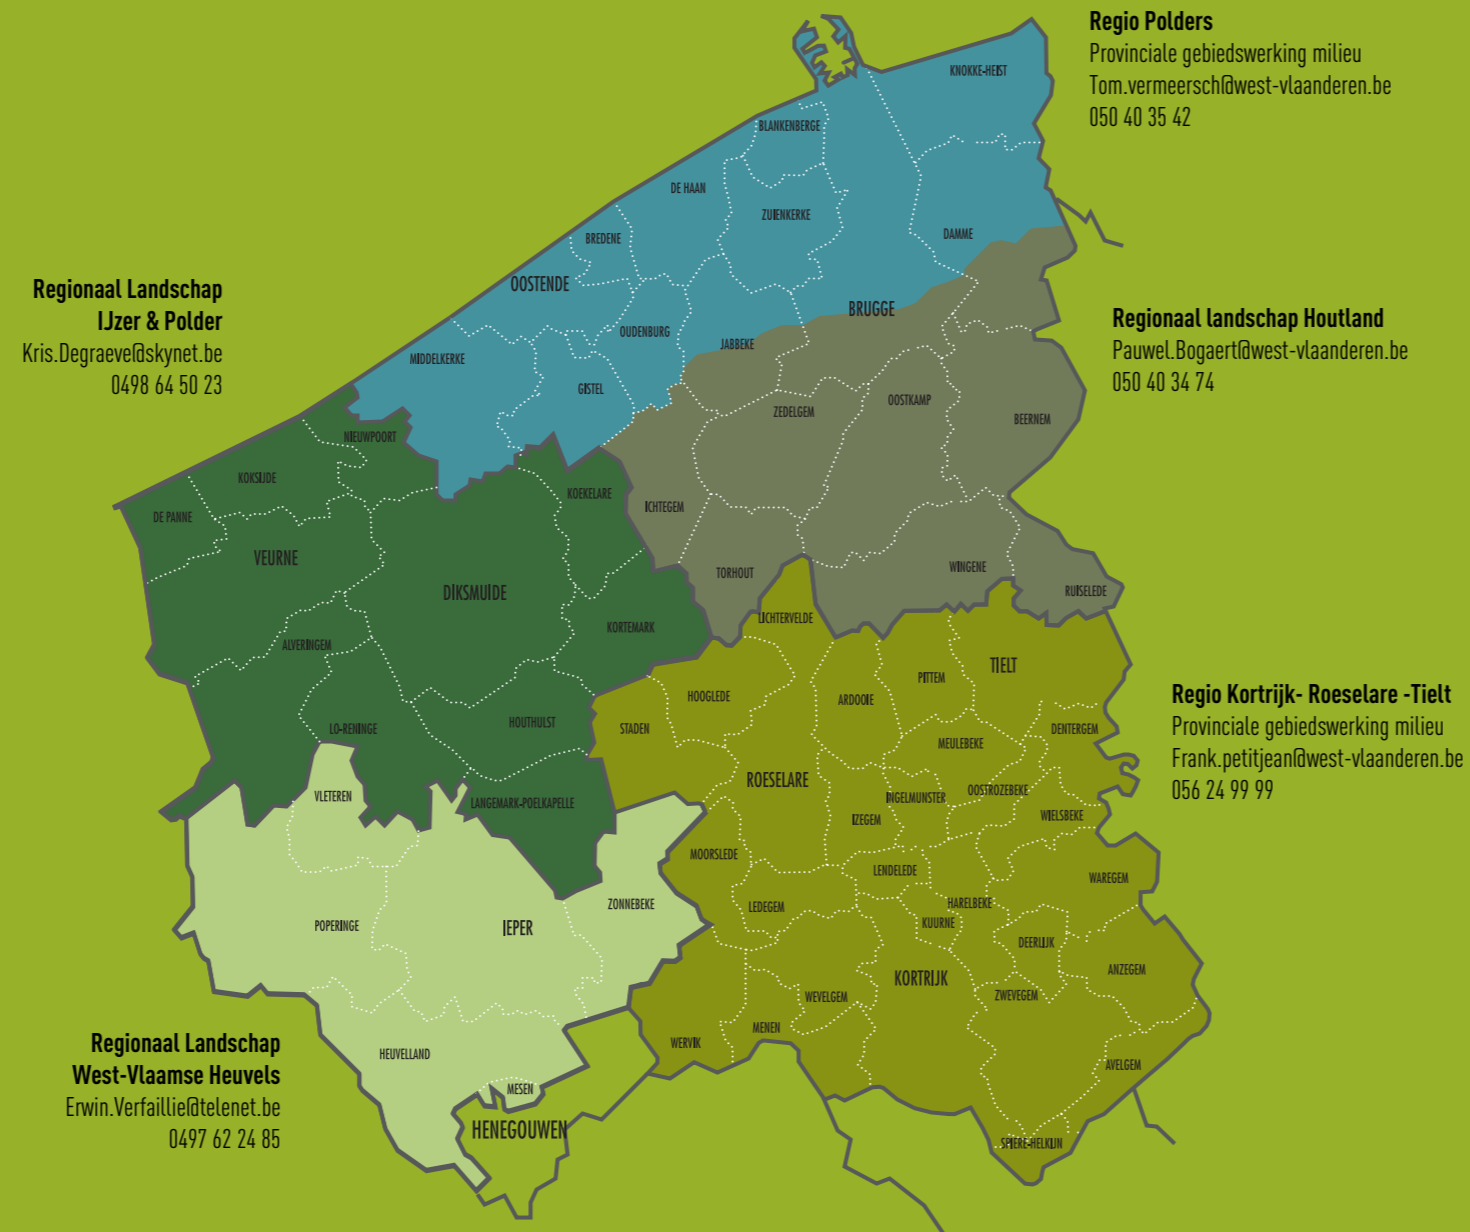 Regio Polders
Provinciale gebiedswerking milieu
Tom.vermeersch@west-vlaanderen.be
050 40 35 42
KNOKKE-HEIST
BLANKENBERGE
DE HAAN
ZUIENKERKE
BREDENE
DAMME
OOSTENDE
BRUGGE
OUDENBURG
JABBEKE
MIDDELKERKE
GISTEL
Regionaal Landschap
IJzer & Polder
Kris.Degraeve@skynet.be
0498 64 50 23
Regionaal landschap Houtland
Pauwel.Bogaert@west-vlaanderen.be
050 40 34 74
ZEDELGEM
OOSTKAMP
BEERNEM
NIEUWPOORT
KOKSIJDE
KOEKELARE
DE PANNE
ICHTEGEM
VEURNE
DIKSMUIDE
TORHOUT
WINGENE
RUISELEDE
LICHTERVELDE
KORTEMARK
ALVERINGEM
TIELT
PITTEM
HOOGLEDE
ARDOOIE
LO-RENINGE
HOUTHULST
STADEN
DENTERGEM
MEULEBEKE
Regio Kortrijk- Roeselare -Tielt
Provinciale gebiedswerking milieu
Frank.petitjean@west-vlaanderen.be
056 24 99 99
ROESELARE
VLETEREN
LANGEMARK-POELKAPELLE
INGELMUNSTER
OOSTROZEBEKE
IZEGEM
WIELSBEKE
MOORSLEDE
LENDELEDE
WAREGEM
ZONNEBEKE
LEDEGEM
HARELBEKE
KUURNE
POPERINGE
IEPER
DEERLIJK
ANZEGEM
KORTRIJK
WEVELGEM
ZWEVEGEM
MENEN
WERVIK
AVELGEM
HEUVELLAND
MESEN
HENEGOUWEN
SPIERE-HELKIJN
Regionaal Landschap
West-Vlaamse Heuvels
Erwin.Verfaillie@telenet.be
0497 62 24 85